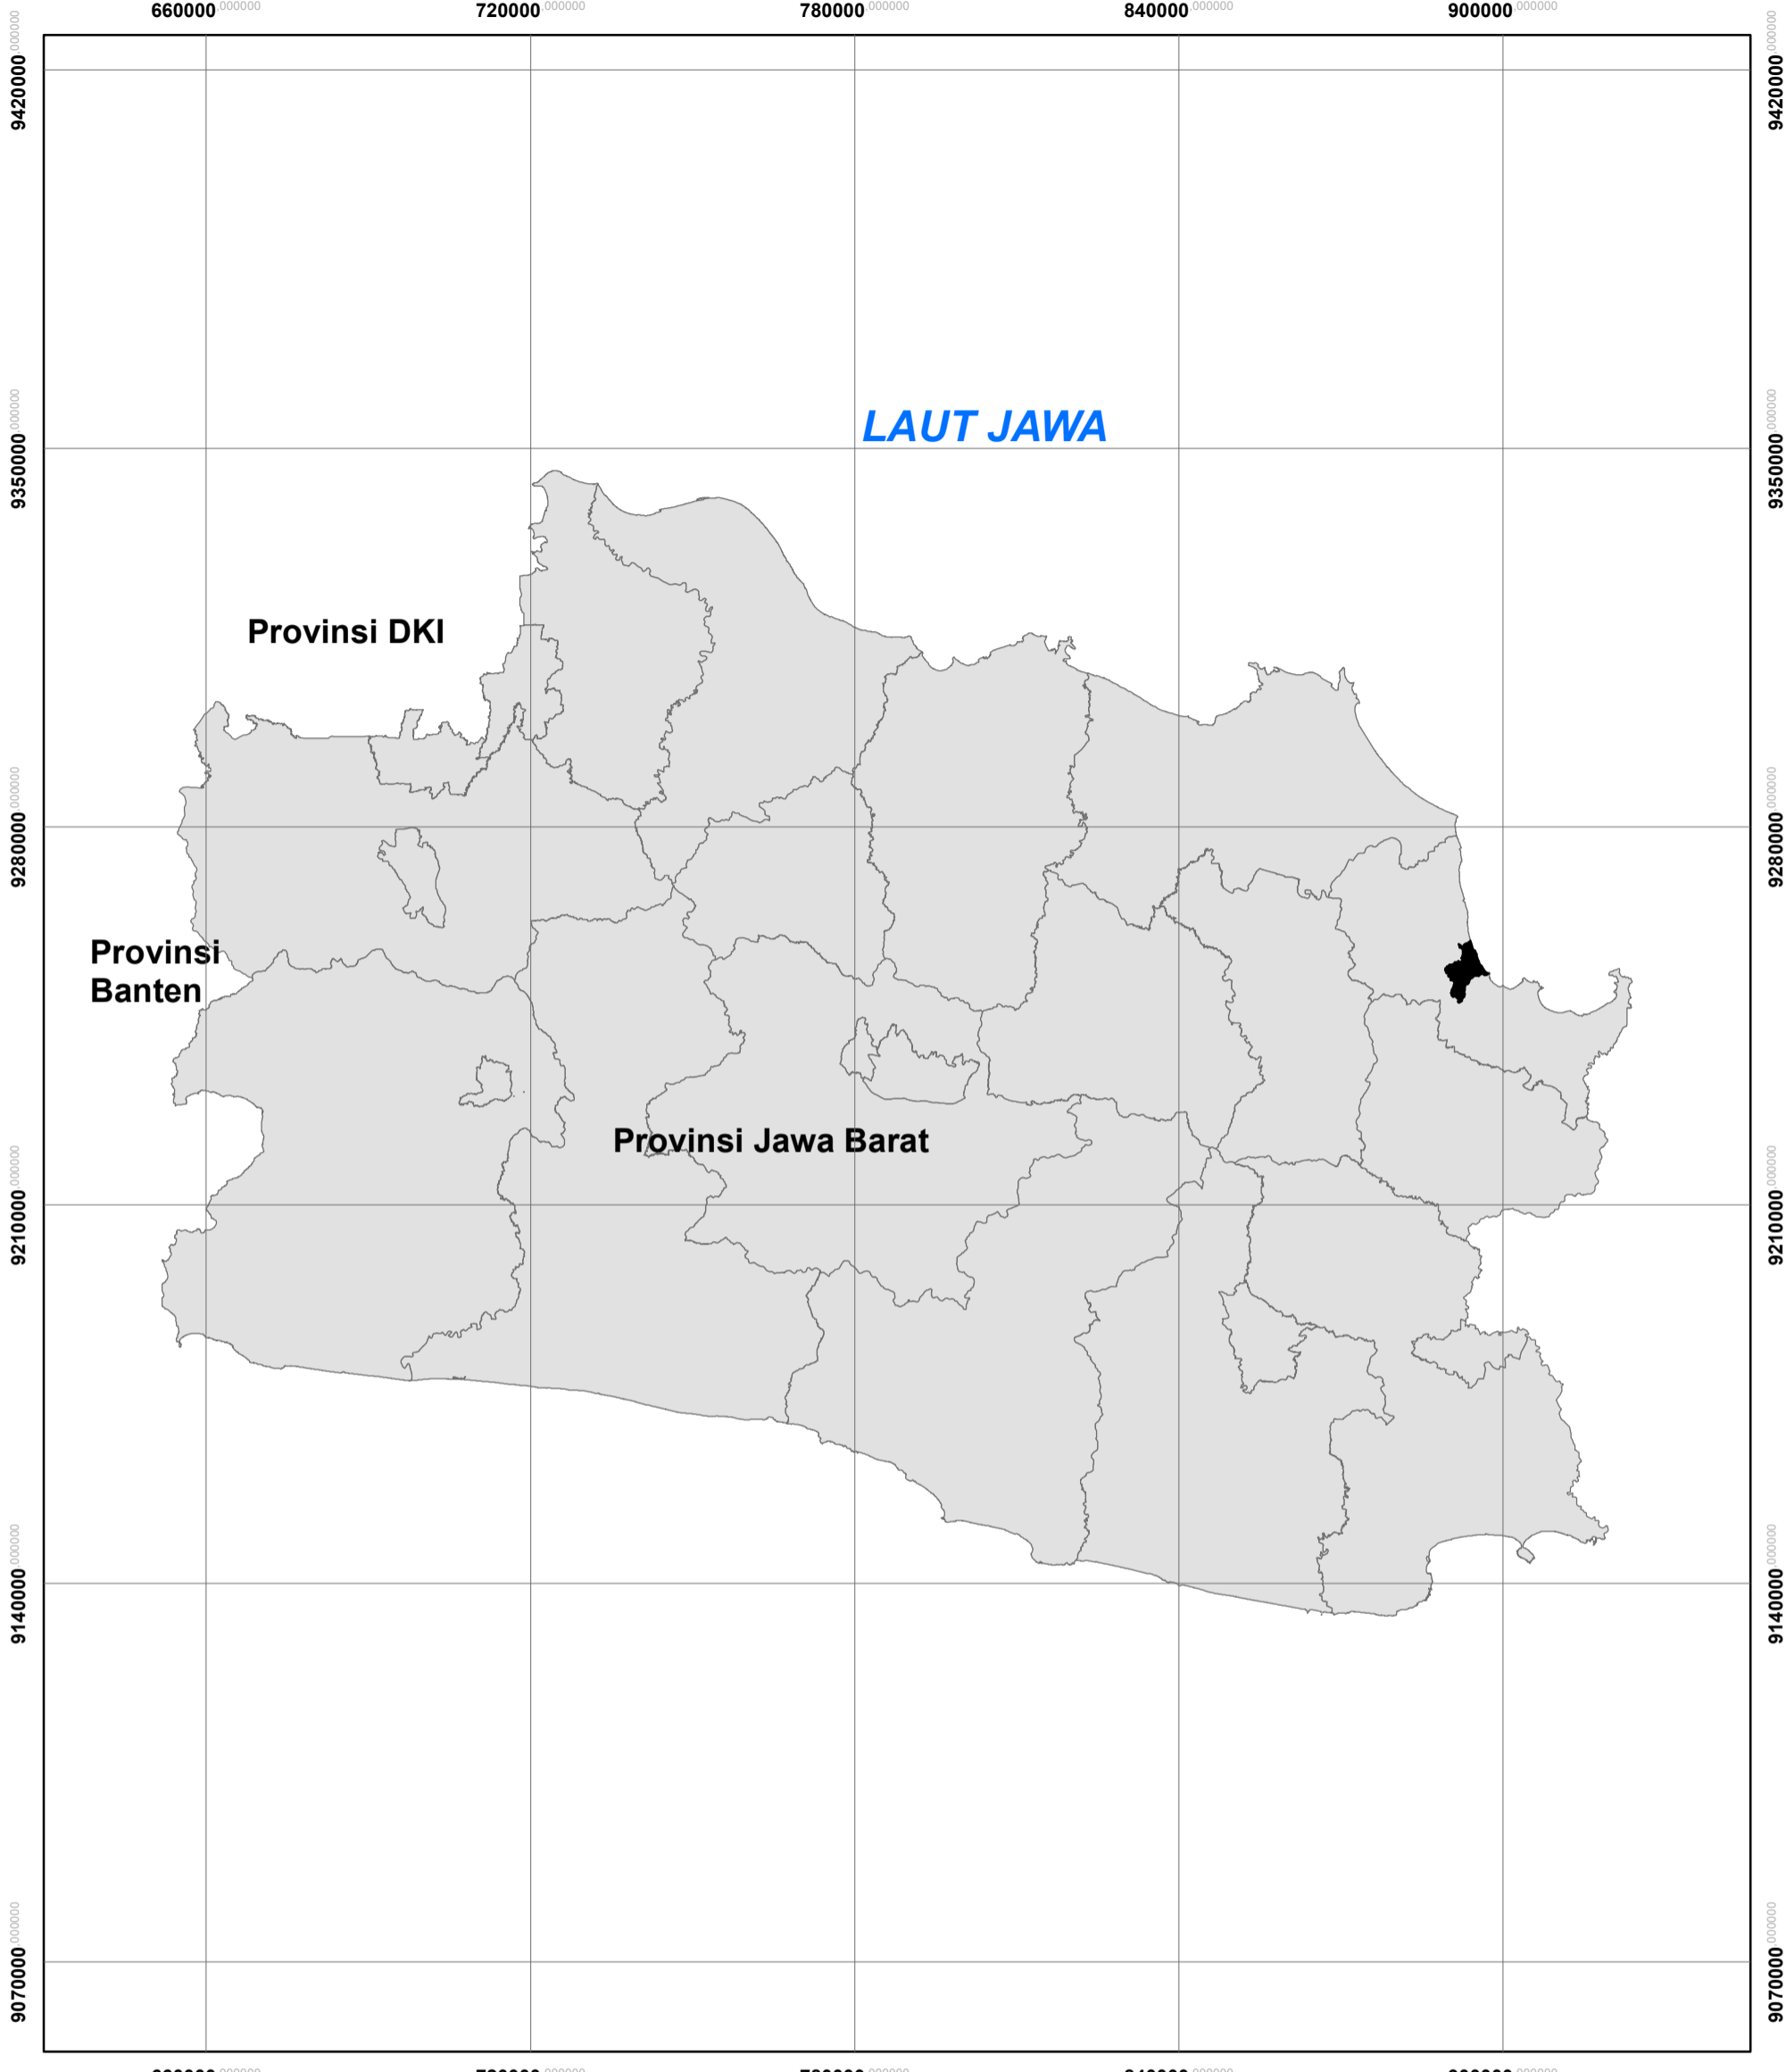 660000,000000 720000,000000 780000,000000 840000,000000 900000,000000
9420000,000000 9420000,000000
LAUT JAWA
9350000,000000 9350000,000000
Provinsi DKI
9280000,000000 9280000,000000
Provinsi
Banten
Provinsi Jawa Barat
9210000,000000 9210000,000000
9140000,000000 9140000,000000
9070000,000000 9070000,000000